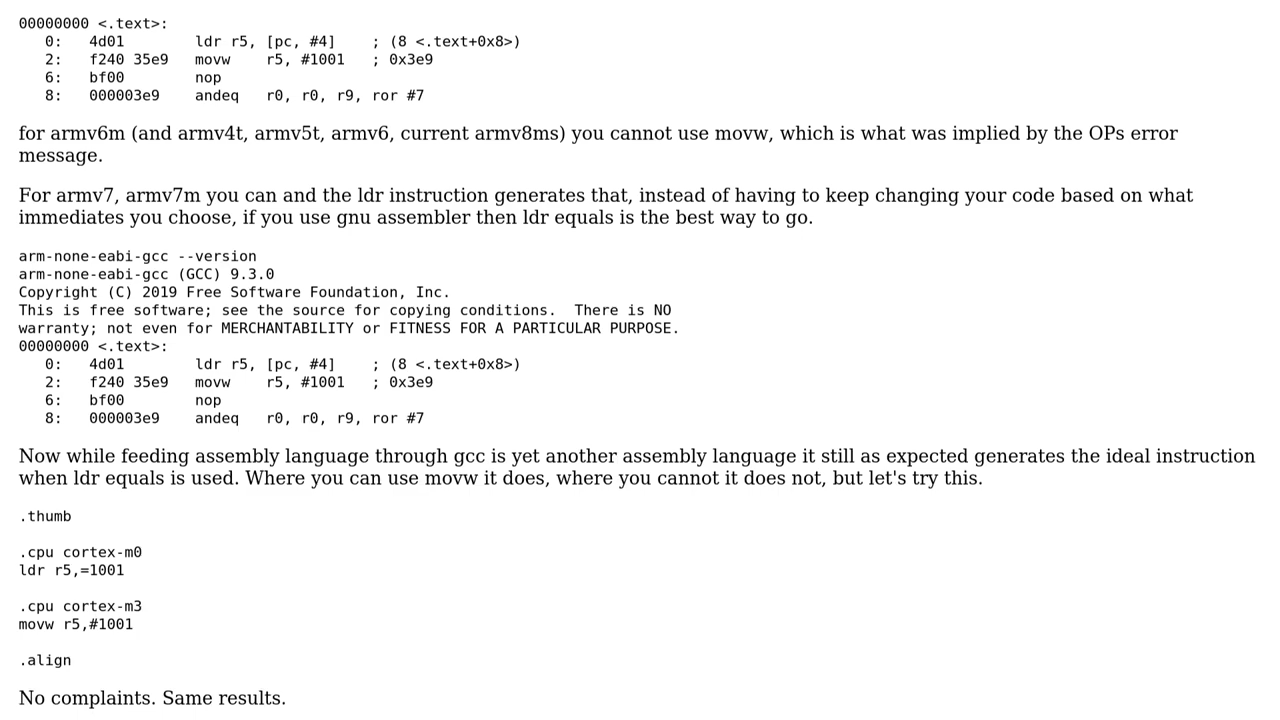 00000000 <.text>:
   0:   4d01        ldr r5, [pc, #4]    ; (8 <.text+0x8>)
   2:   f240 35e9   movw    r5, #1001   ; 0x3e9
   6:   bf00        nop
   8:   000003e9    andeq   r0, r0, r9, ror #7
for armv6m (and armv4t, armv5t, armv6, current armv8ms) you cannot use movw, which is what was implied by the OPs error
message.
For armv7, armv7m you can and the ldr instruction generates that, instead of having to keep changing your code based on what
immediates you choose, if you use gnu assembler then ldr equals is the best way to go.
arm-none-eabi-gcc --version
arm-none-eabi-gcc (GCC) 9.3.0
Copyright (C) 2019 Free Software Foundation, Inc.
This is free software; see the source for copying conditions.  There is NO
warranty; not even for MERCHANTABILITY or FITNESS FOR A PARTICULAR PURPOSE.
00000000 <.text>:
   0:   4d01        ldr r5, [pc, #4]    ; (8 <.text+0x8>)
   2:   f240 35e9   movw    r5, #1001   ; 0x3e9
   6:   bf00        nop
   8:   000003e9    andeq   r0, r0, r9, ror #7
Now while feeding assembly language through gcc is yet another assembly language it still as expected generates the ideal instruction
when ldr equals is used. Where you can use movw it does, where you cannot it does not, but let's try this.
.thumb
.cpu cortex-m0
ldr r5,=1001
.cpu cortex-m3
movw r5,#1001
.align
No complaints. Same results.